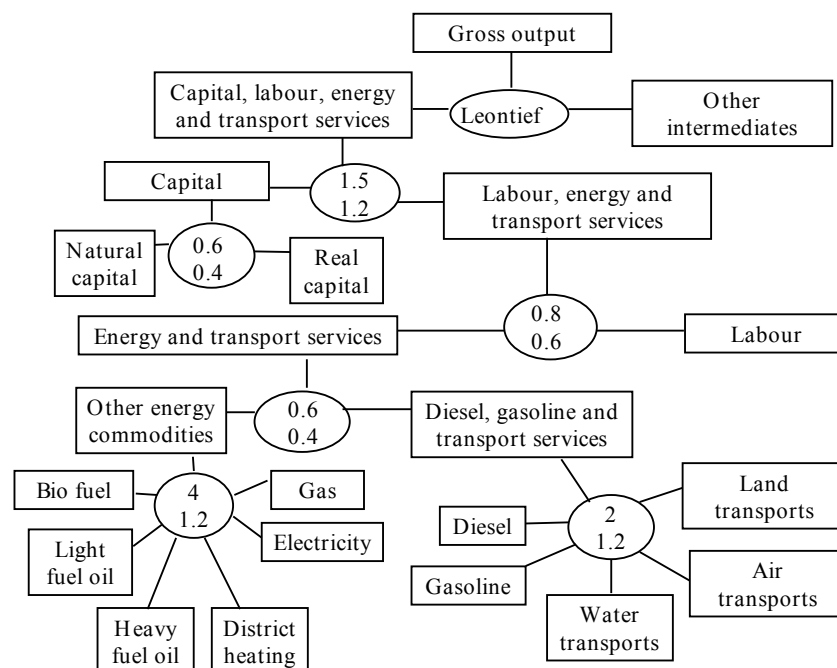 Gross output
Capital, labour, energy
and transport services
Leontief
Other
intermediates
Capital
1.5
1.2
Labour, energy and
transport services
Natural
capital
0.6
0.4
Real
capital
Energy and transport services
0.8
0.6
Labour
Other energy
commodities
0.6
0.4
Diesel, gasoline and
transport services
Bio fuel
4
1.2
Gas
Light
fuel oil
Electricity
Heavy
fuel oil
District
heating
Diesel
2
1.2
Land
transports
Gasoline
Water
transports
Air
transports